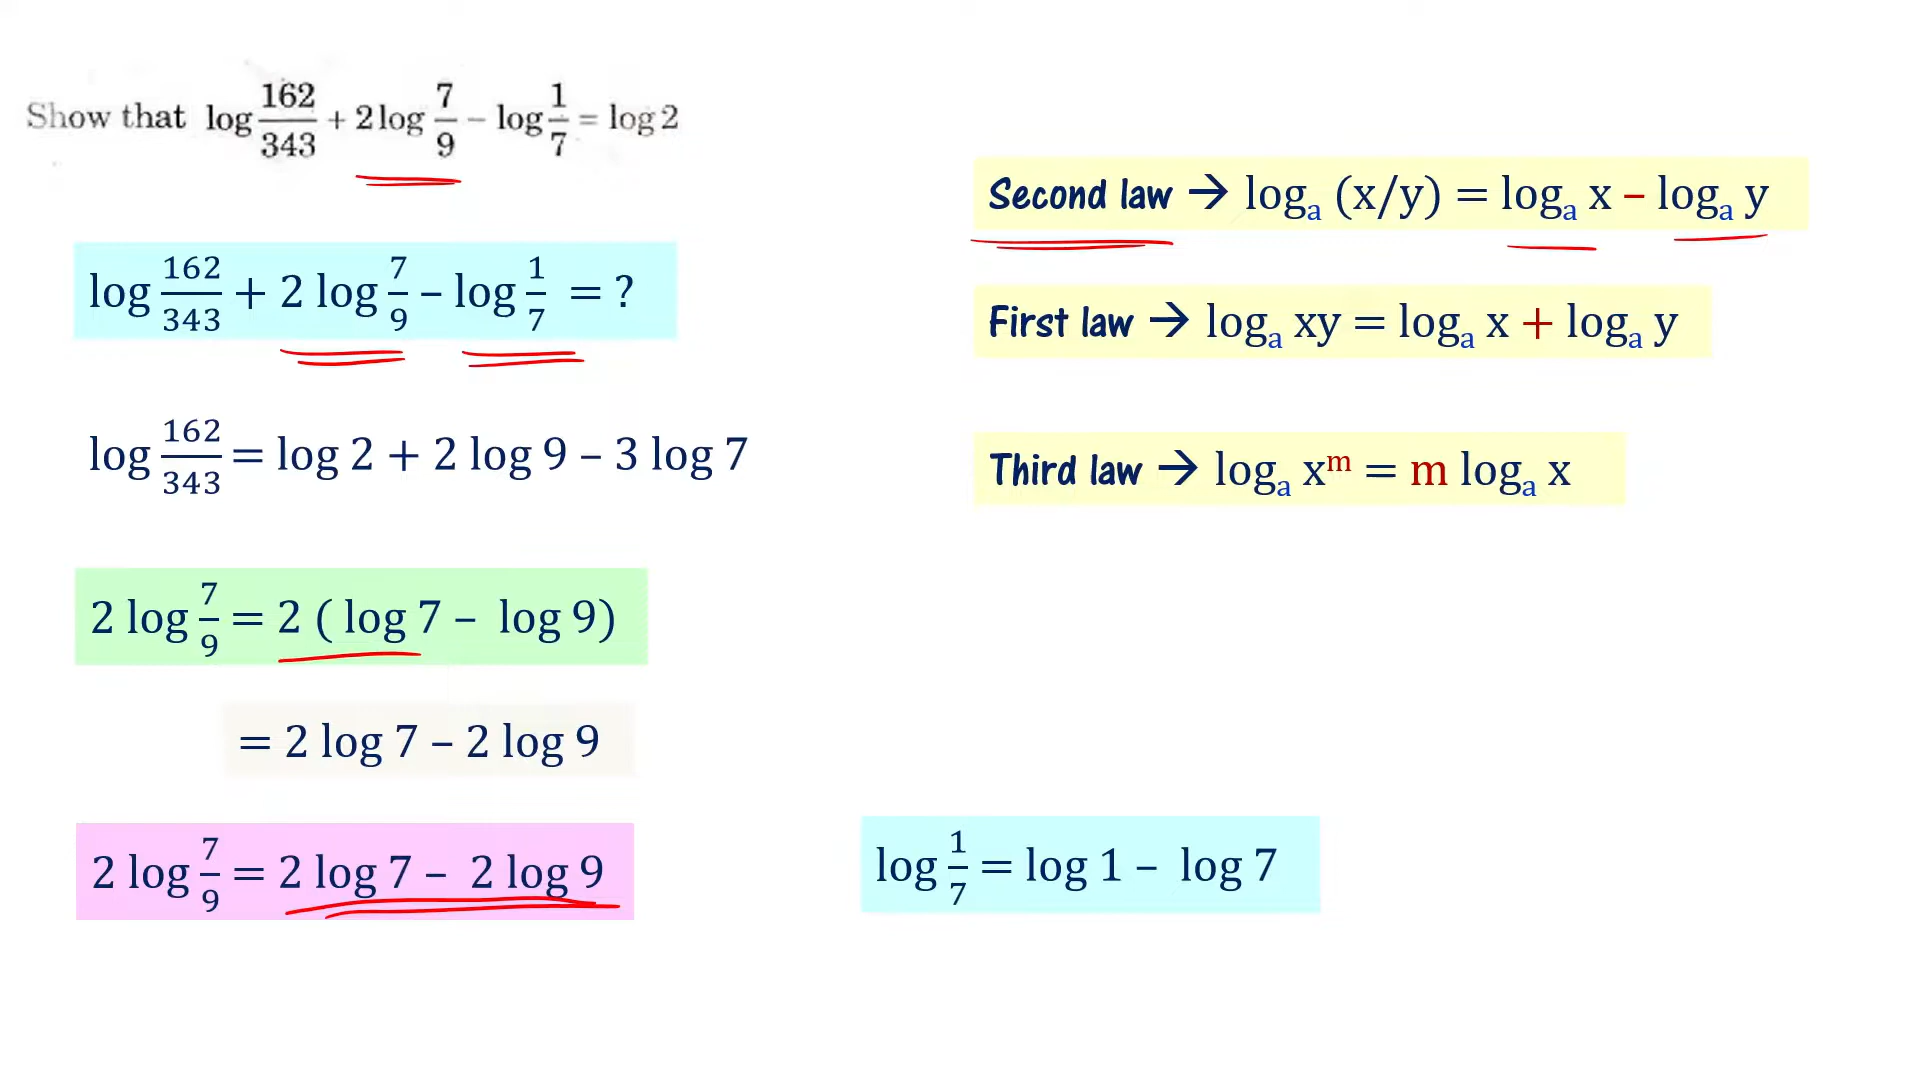 Show that log 162/343 + 2log 7/9 − log 1/7 = log 2
log 162/343 + 2 log 7/9 – log 1/7 = ?
log 162/343 = log 2 + 2 log 9 – 3 log 7
2 log 7/9 = 2 ( log 7 – log 9)
= 2 log 7 – 2 log 9
2 log 7/9 = 2 log 7 – 2 log 9
Second law → logₐ (x/y) = logₐ x – logₐ y
First law → logₐ xy = logₐ x + logₐ y
Third law → logₐ xᵐ = m logₐ x
log 1/7 = log 1 – log 7